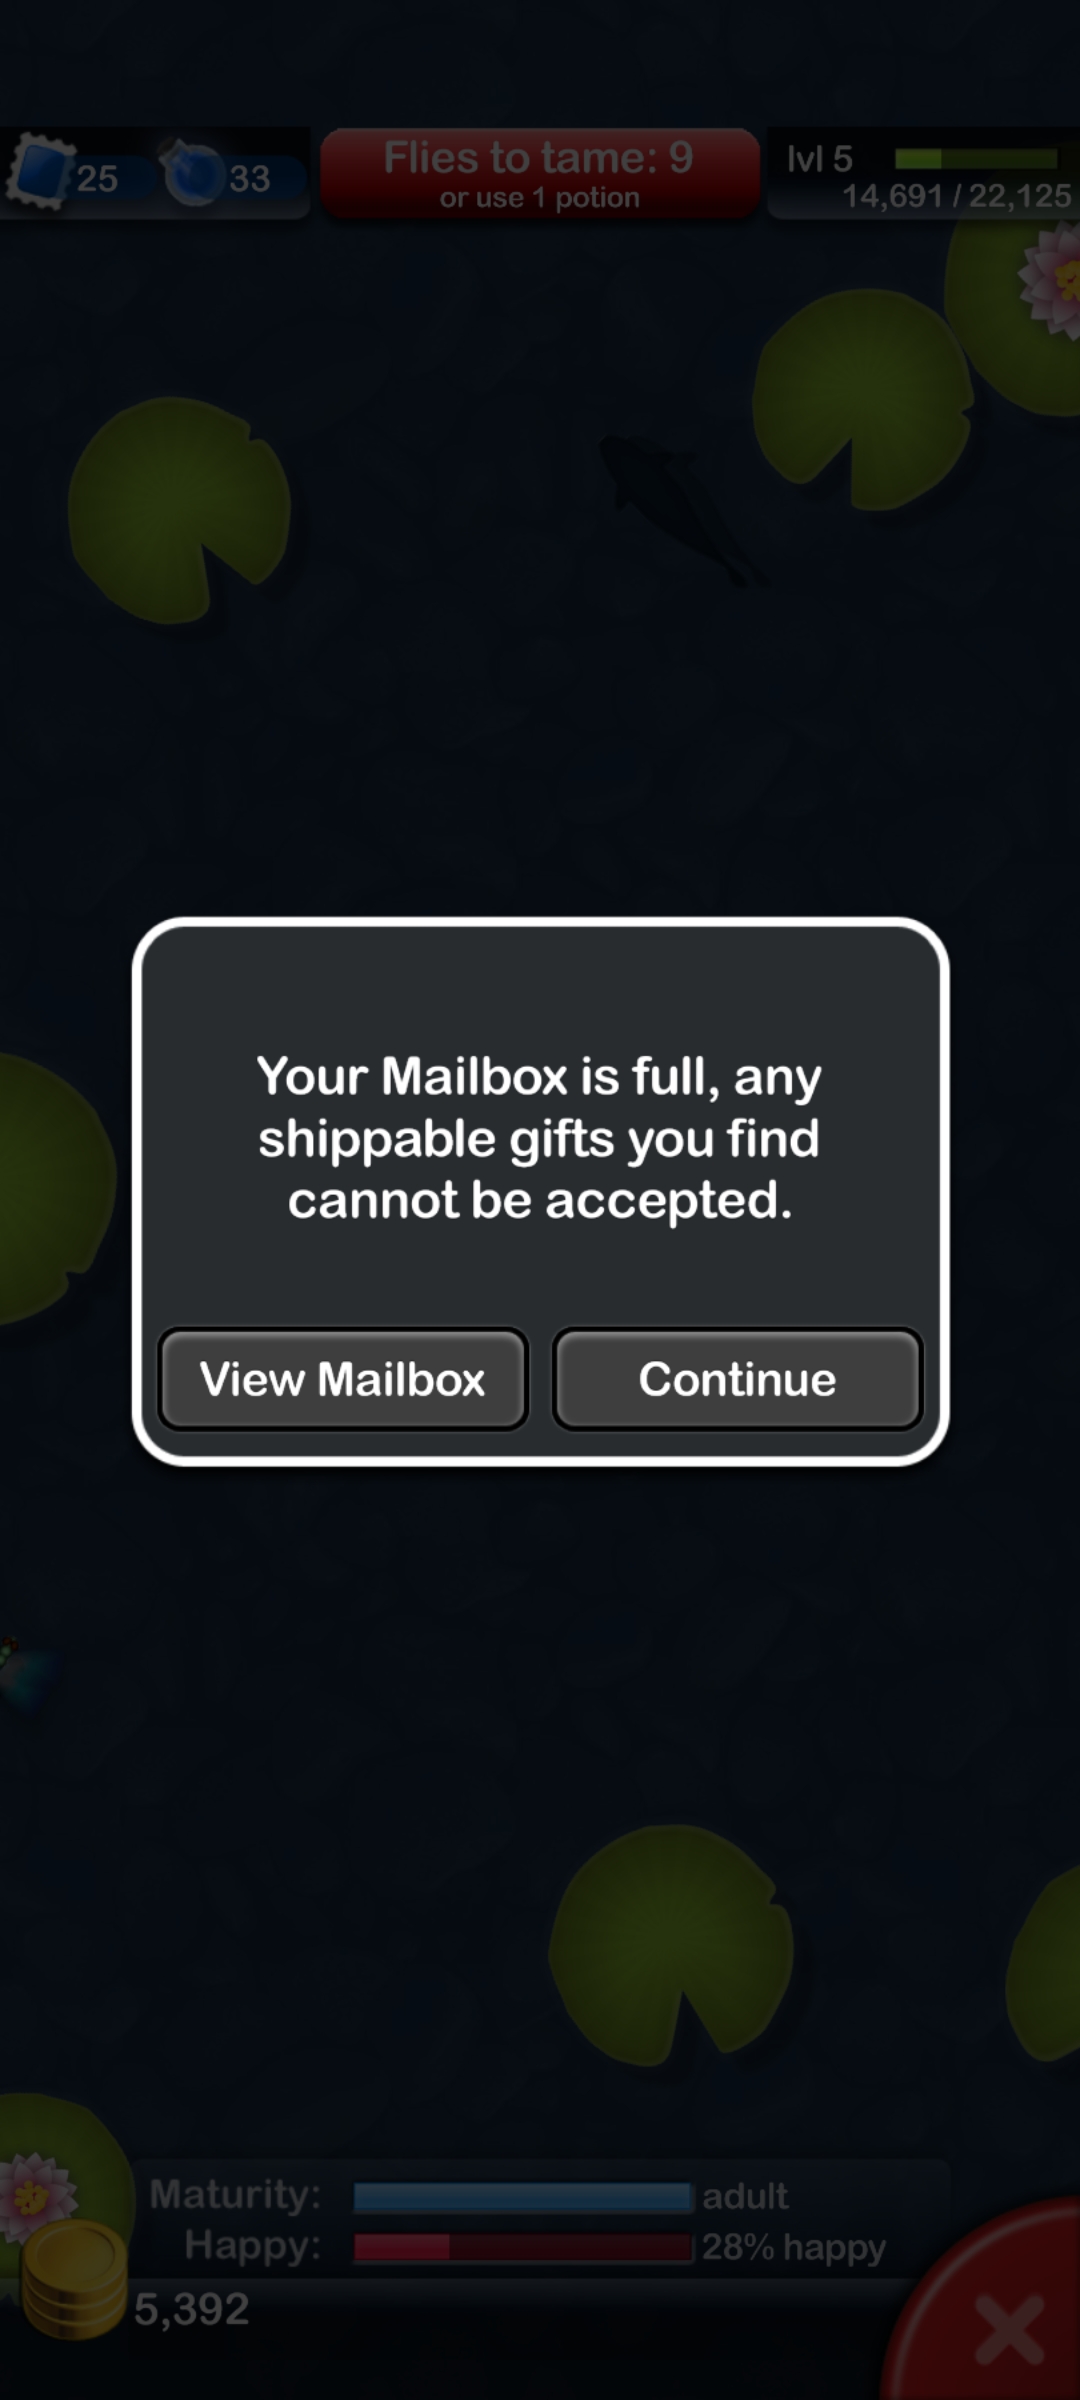 25
33
Flies to tame: 9
or use 1 potion
lvl 5
14,691 / 22,125
Your Mailbox is full, any
shippable gifts you find
cannot be accepted.
View Mailbox
Continue
Maturity:
adult
Happy:
28% happy
5,392